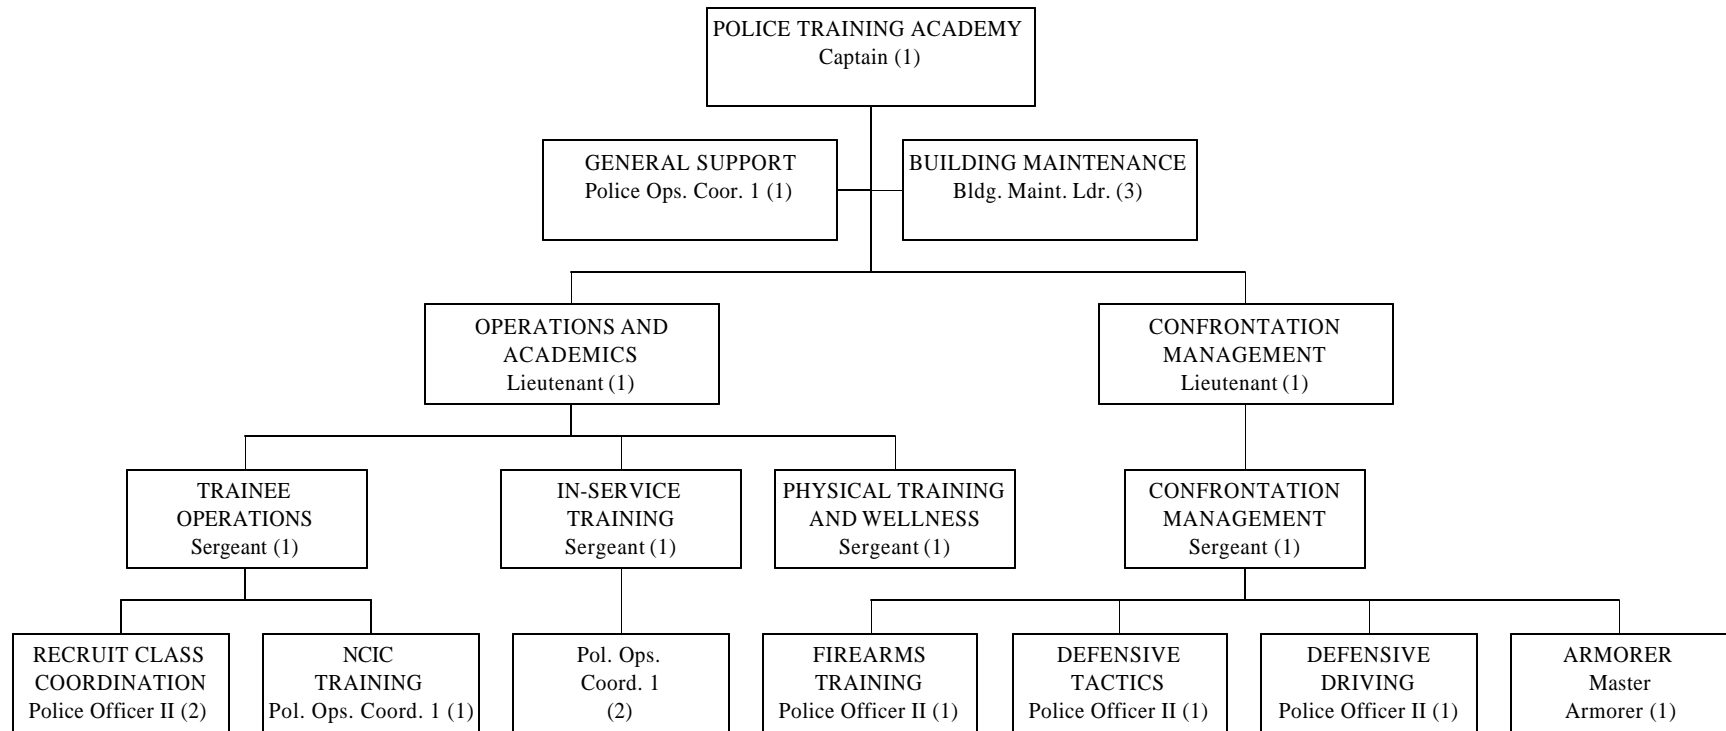 POLICE TRAINING ACADEMY
Captain (1)
GENERAL SUPPORT
Police Ops. Coor. 1 (1)
BUILDING MAINTENANCE
Bldg. Maint. Ldr. (3)
OPERATIONS AND
ACADEMICS
Lieutenant (1)
CONFRONTATION
MANAGEMENT
Lieutenant (1)
TRAINEE
OPERATIONS
Sergeant (1)
IN-SERVICE
TRAINING
Sergeant (1)
PHYSICAL TRAINING
AND WELLNESS
Sergeant (1)
CONFRONTATION
MANAGEMENT
Sergeant (1)
RECRUIT CLASS
COORDINATION
Police Officer II (2)
NCIC
TRAINING
Pol. Ops. Coord. 1 (1)
Pol. Ops.
Coord. 1
(2)
FIREARMS
TRAINING
Police Officer II (1)
DEFENSIVE
TACTICS
Police Officer II (1)
DEFENSIVE
DRIVING
Police Officer II (1)
ARMORER
Master
Armorer (1)